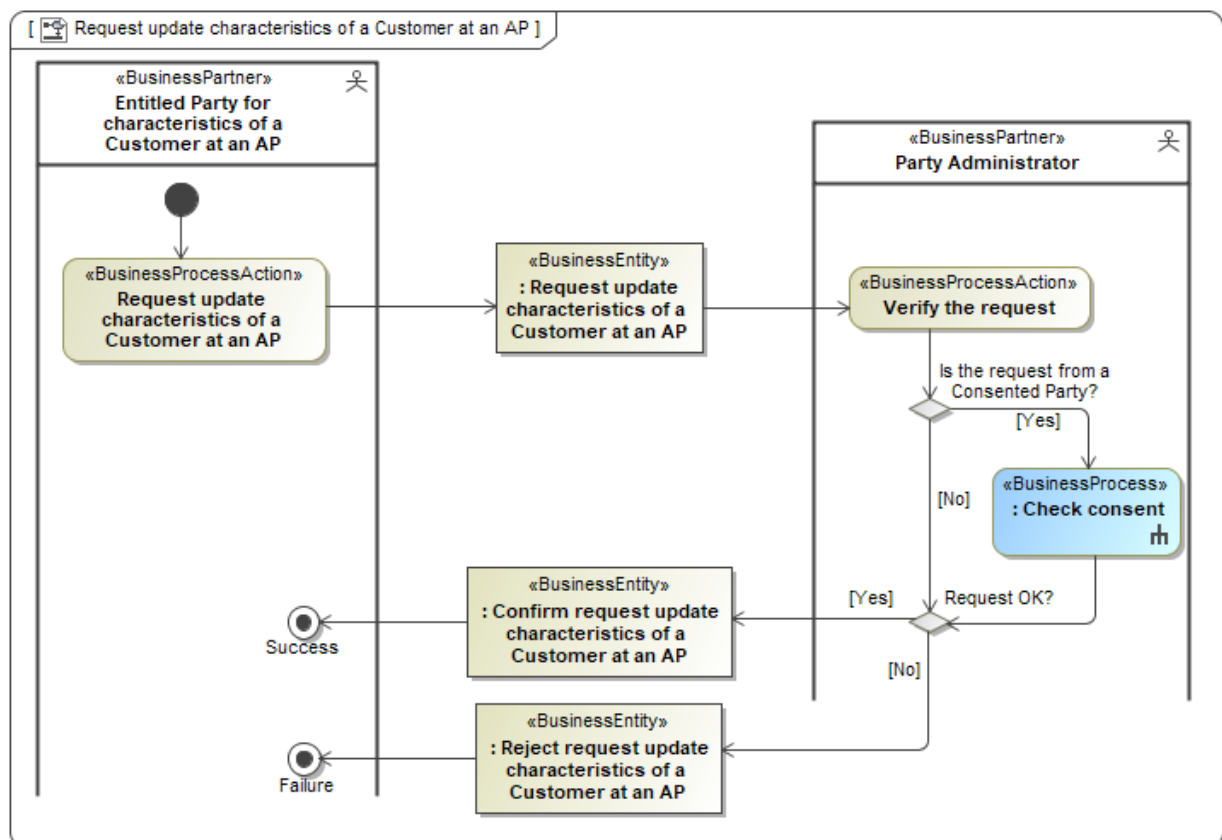 [ Request update characteristics of a Customer at an AP ]
«BusinessPartner»
Entitled Party for
characteristics of a
Customer at an AP
«BusinessPartner»
Party Administrator
«BusinessProcessAction»
Request update
characteristics of a
Customer at an AP
«BusinessEntity»
: Request update
characteristics of a
Customer at an AP
«BusinessProcessAction»
Verify the request
Is the request from a
Consented Party?
[Yes]
[No]
«BusinessProcess»
: Check consent
Request OK?
[Yes]
[No]
«BusinessEntity»
: Confirm request update
characteristics of a
Customer at an AP
Success
«BusinessEntity»
: Reject request update
characteristics of a
Customer at an AP
Failure